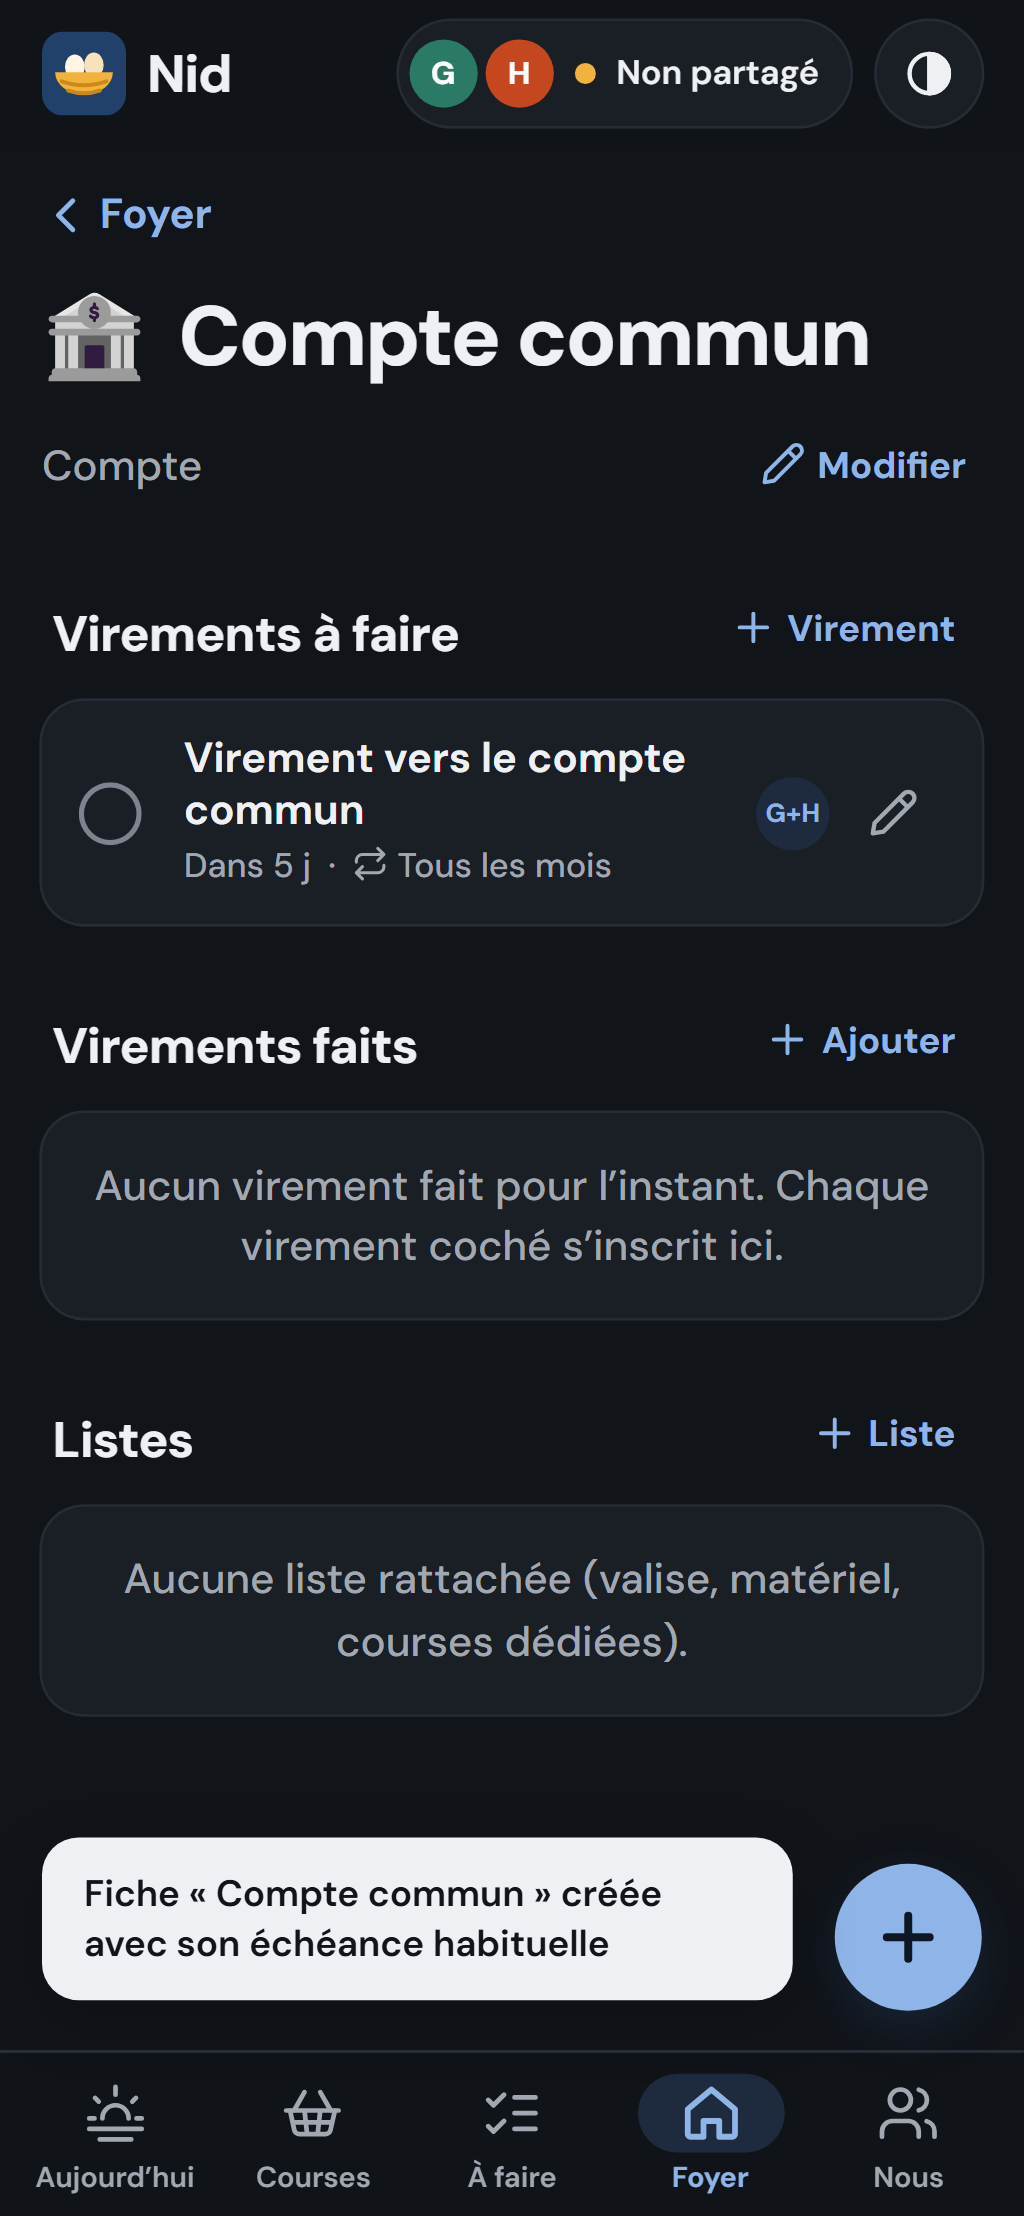 Nid
G H Non partagé
Foyer
$
Compte commun
Compte
Modifier
Virements à faire
Virement
Virement vers le compte
commun
G+H
Dans 5 j · Tous les mois
Virements faits
Ajouter
Aucun virement fait pour l’instant. Chaque
virement coché s’inscrit ici.
Listes
Liste
Aucune liste rattachée (valise, matériel,
courses dédiées).
Fiche « Compte commun » créée
avec son échéance habituelle
Aujourd’hui
Courses
À faire
Foyer
Nous